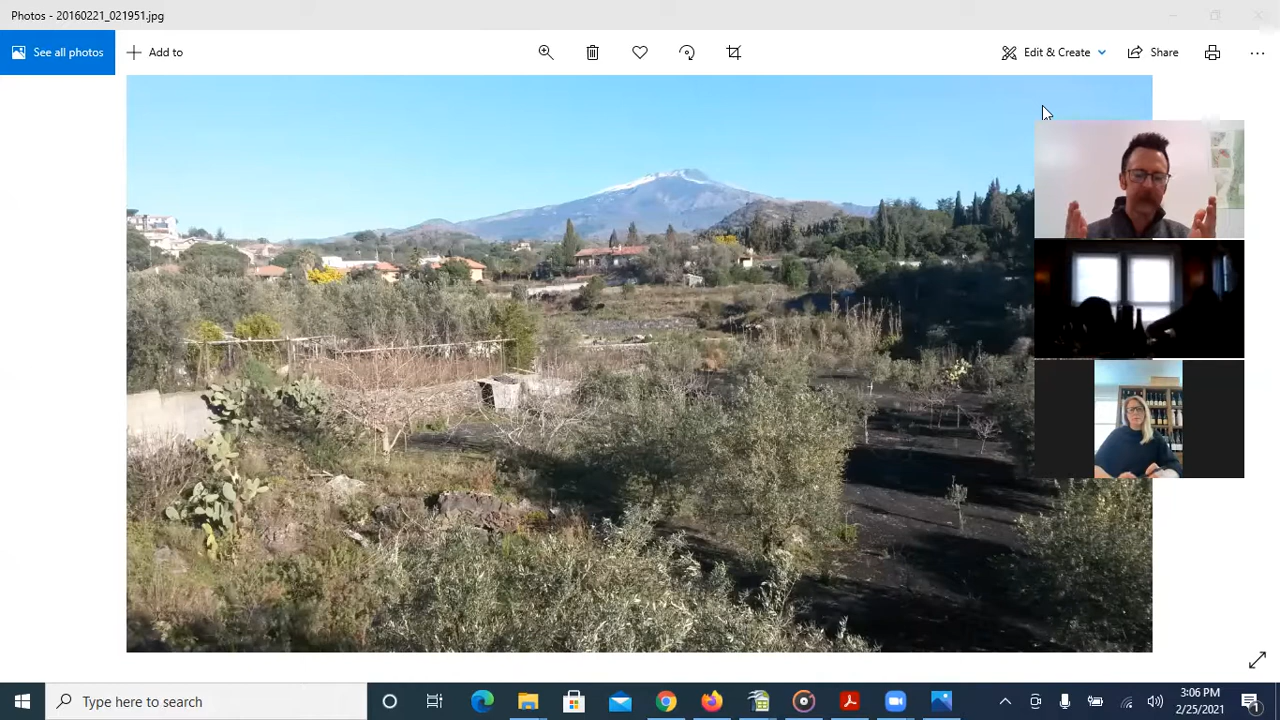 Photos - 20160221_021951.jpg
See all photos
Add to
Edit & Create
Share
Type here to search
3:06 PM
2/25/2021
1